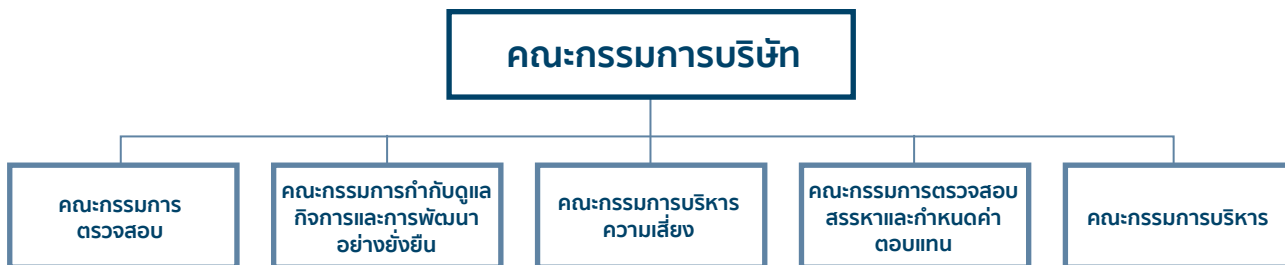 คณะกรรมการบริษัท
คณะกรรมการ
ตรวจสอบ
คณะกรรมการกำกับดูแล
กิจการและการพัฒนา
อย่างยั่งยืน
คณะกรรมการบริหาร
ความเสี่ยง
คณะกรรมการตรวจสอบ
สรรหาและกำหนดค่า
ตอบแทน
คณะกรรมการบริหาร